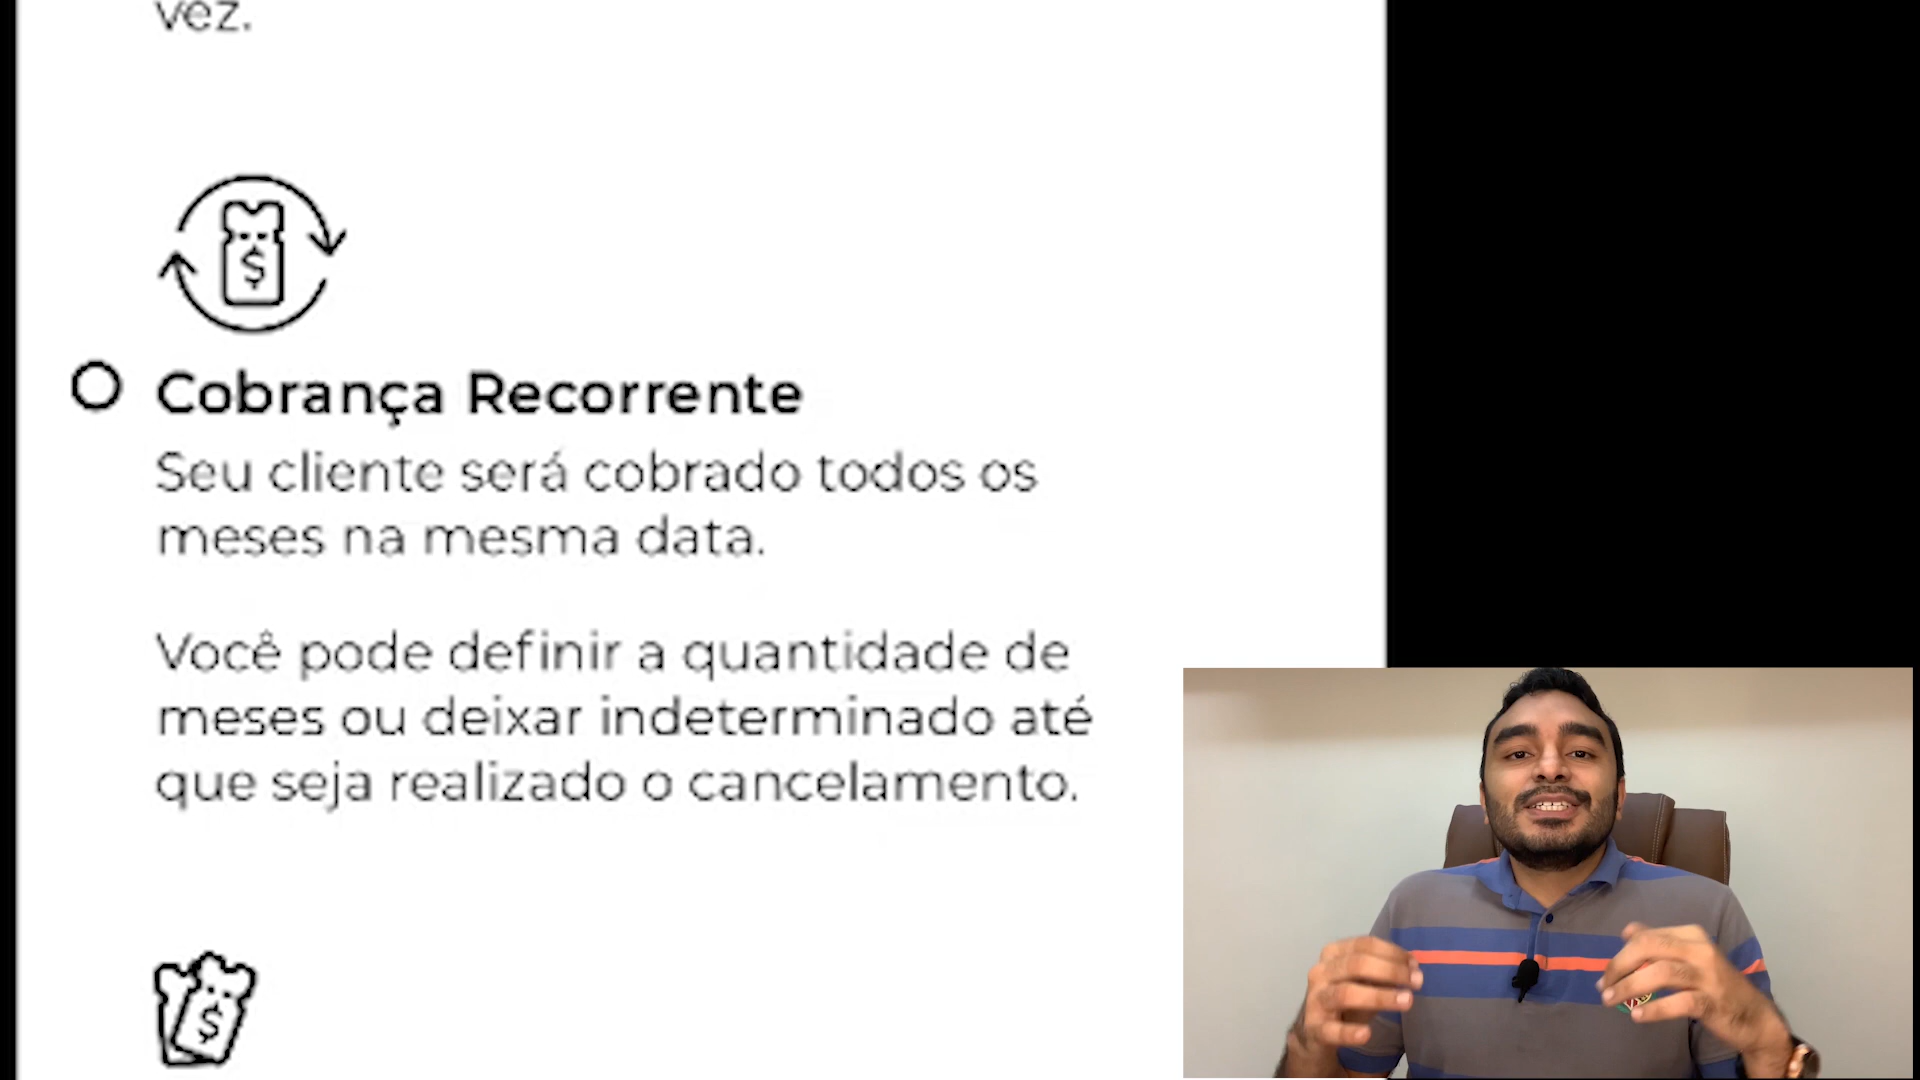 vez.
$
Cobrança Recorrente
Seu cliente será cobrado todos os
meses na mesma data.
Você pode definir a quantidade de
meses ou deixar indeterminado até
que seja realizado o cancelamento.
$